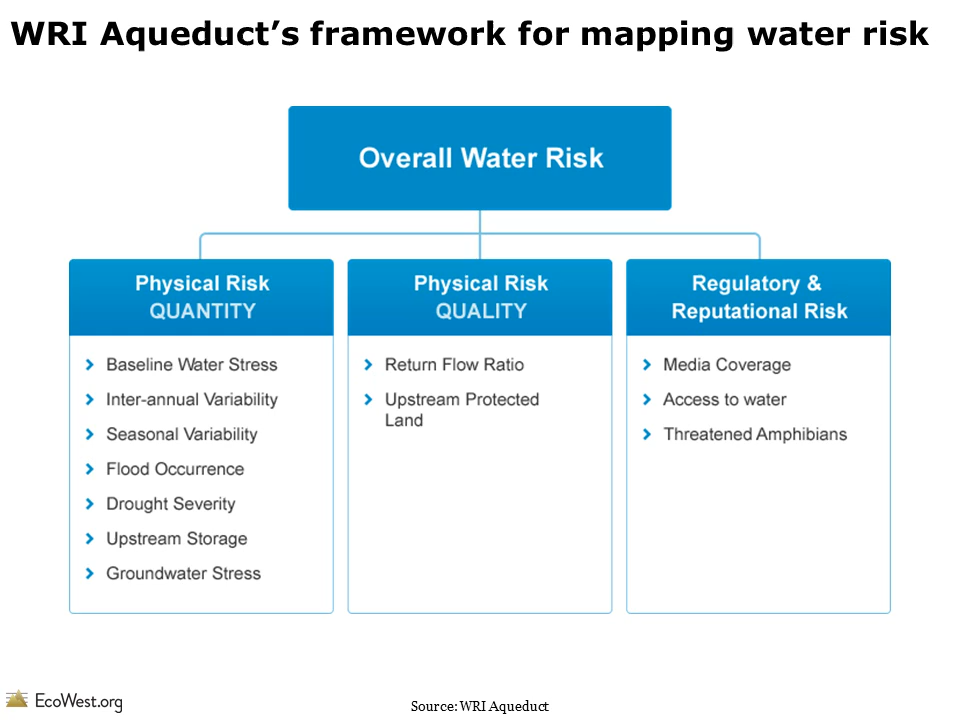 WRI Aqueduct’s framework for mapping water risk
Overall Water Risk
Physical Risk
QUANTITY
Baseline Water Stress
Inter-annual Variability
Seasonal Variability
Flood Occurrence
Drought Severity
Upstream Storage
Groundwater Stress
Physical Risk
QUALITY
Return Flow Ratio
Upstream Protected
Land
Regulatory &
Reputational Risk
Media Coverage
Access to water
Threatened Amphibians
EcoWest.org
Source: WRI Aqueduct